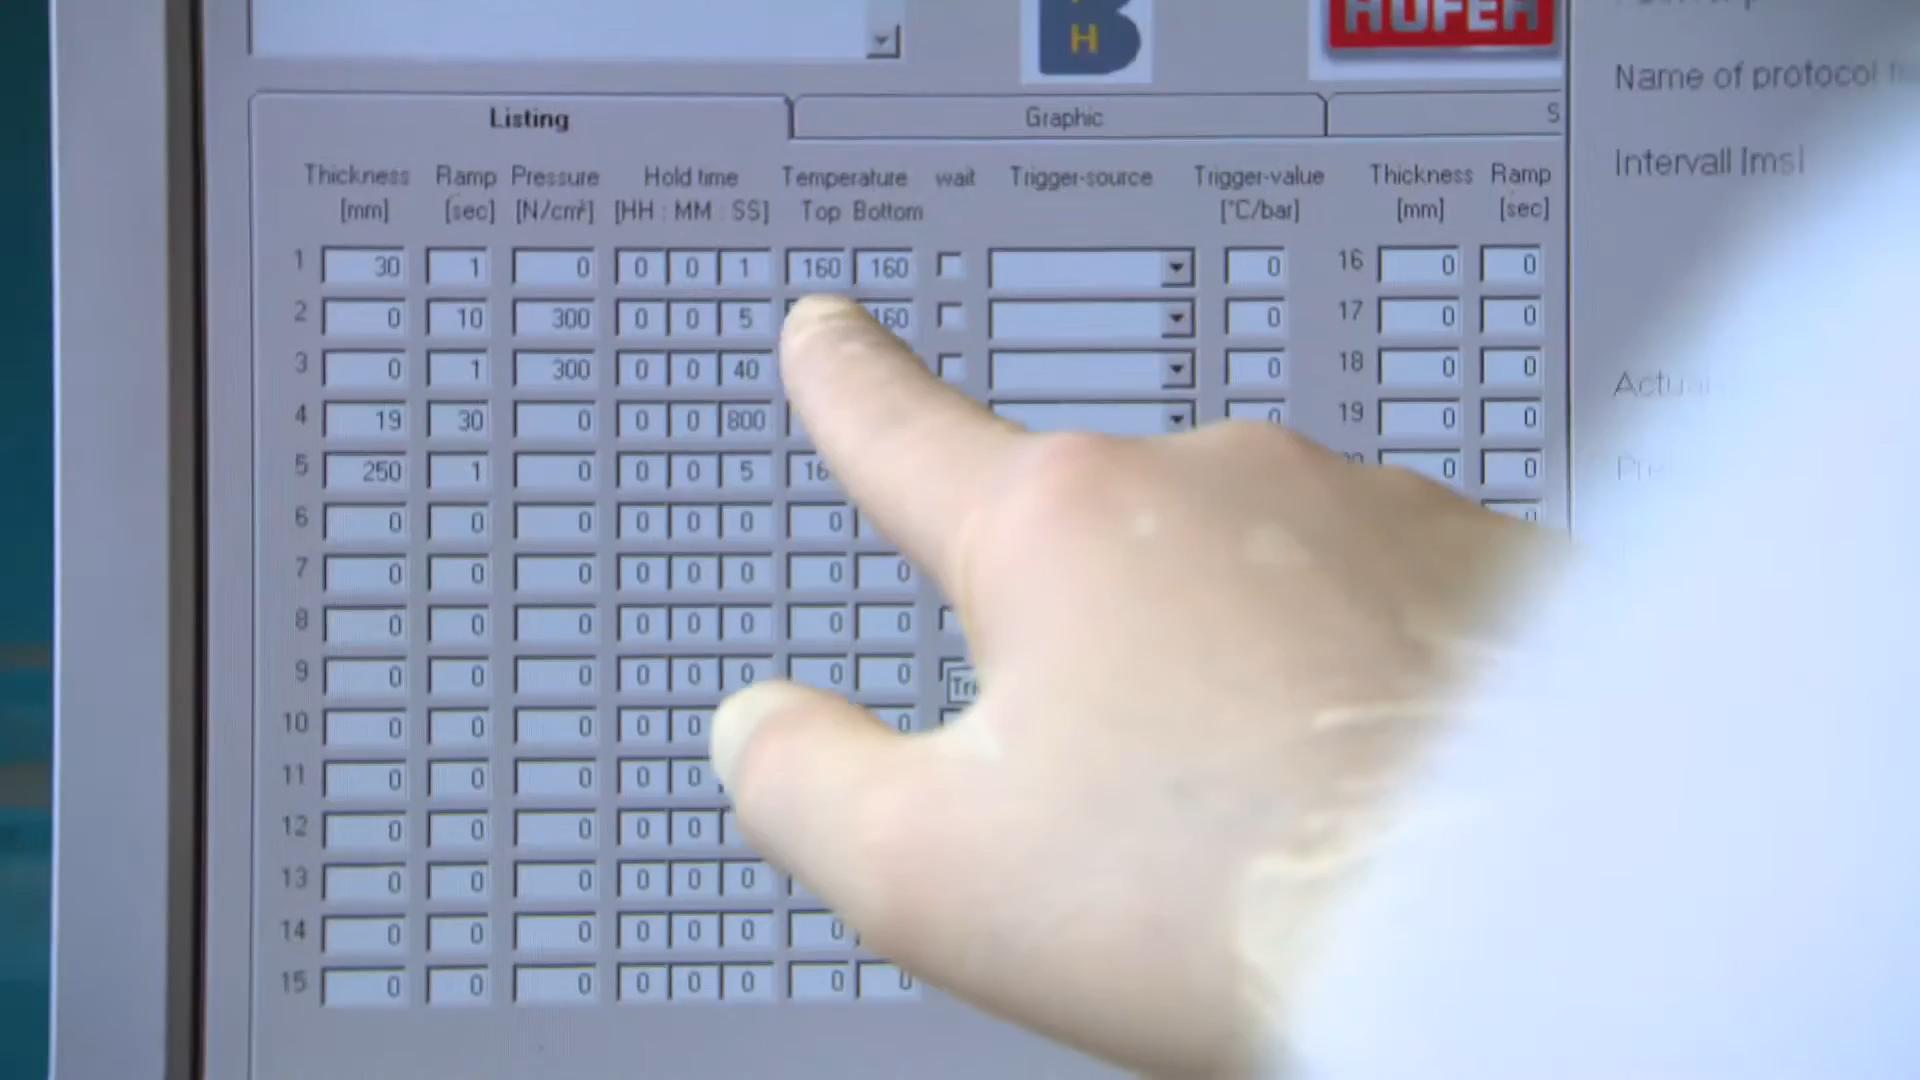 H
HÖFER
Name of protocol
Intervall [ms]
Listing
Graphic
S
Thickness Ramp Pressure Hold time Temperature wait Trigger-source Trigger-value Thickness Ramp
[mm] [sec] [N/cm²] [HH : MM : SS] Top Bottom [°C/bar] [mm] [sec]
1 30 1 0 0 0 1 160 160 0 16 0 0
2 0 10 300 0 0 5 160 0 17 0 0
3 0 1 300 0 0 40 0 18 0 0
4 19 30 0 0 0 800 0 19 0 0
5 250 1 0 0 0 5 16 0 0
6 0 0 0 0 0 0 0
7 0 0 0 0 0 0 0 0
8 0 0 0 0 0 0 0 0
9 0 0 0 0 0 0 0 0 Tri
10 0 0 0 0 0 0
11 0 0 0 0 0
12 0 0 0 0 0
13 0 0 0 0 0 0
14 0 0 0 0 0 0 0
15 0 0 0 0 0 0 0 0